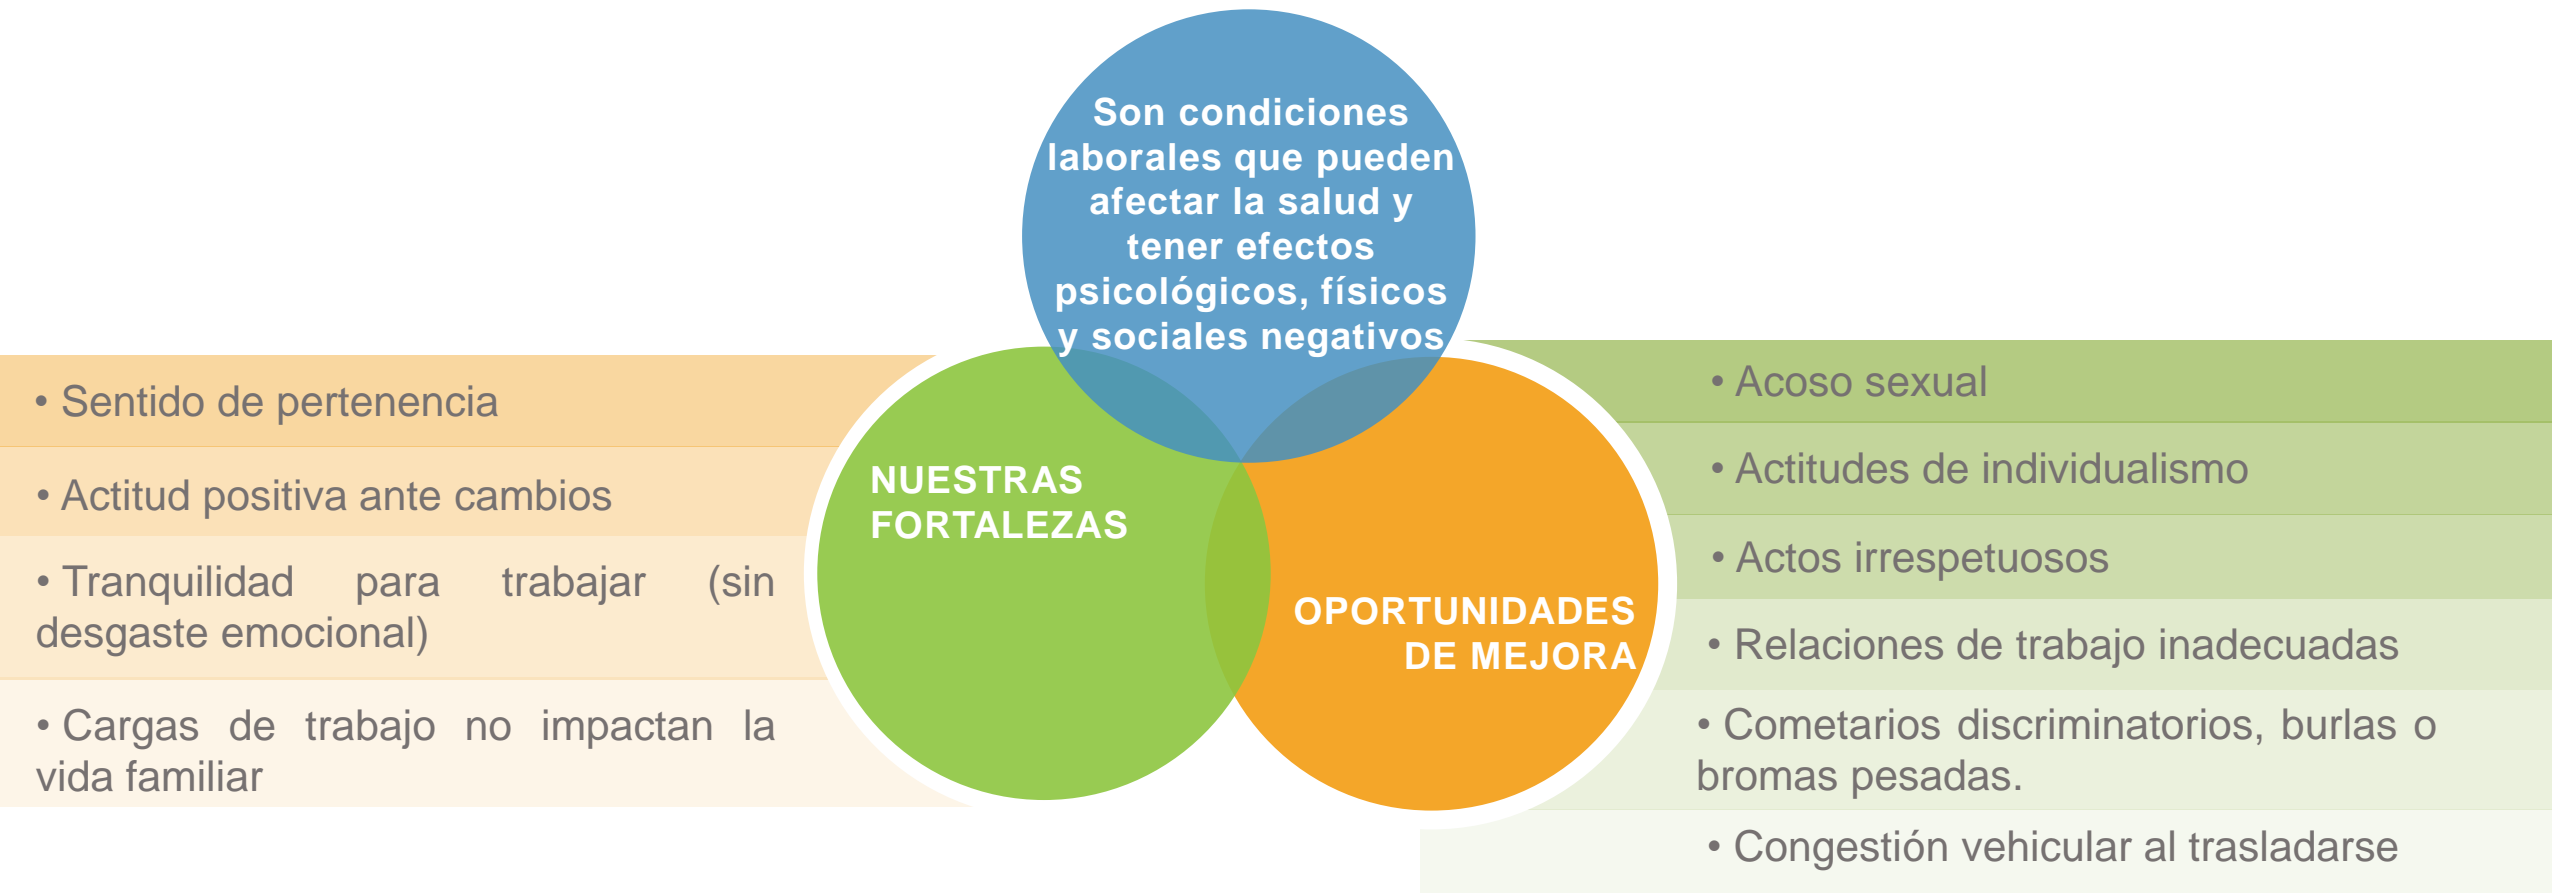 Son condiciones
laborales que pueden
afectar la salud y
tener efectos
psicológicos, físicos
y sociales negativos
• Sentido de pertenencia
• Actitud positiva ante cambios
• Tranquilidad para trabajar (sin
desgaste emocional)
• Cargas de trabajo no impactan la
vida familiar
NUESTRAS
FORTALEZAS
OPORTUNIDADES
DE MEJORA
• Acoso sexual
• Actitudes de individualismo
• Actos irrespetuosos
• Relaciones de trabajo inadecuadas
• Cometarios discriminatorios, burlas o
bromas pesadas.
• Congestión vehicular al trasladarse